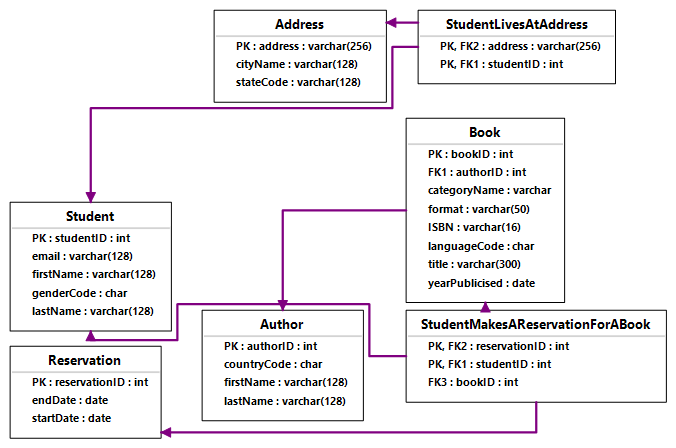 Address
PK : address : varchar(256)
cityName : varchar(128)
stateCode : varchar(128)
StudentLivesAtAddress
PK, FK2 : address : varchar(256)
PK, FK1 : studentID : int
Book
PK : bookID : int
FK1 : authorID : int
categoryName : varchar
format : varchar(50)
ISBN : varchar(16)
languageCode : char
title : varchar(300)
yearPublicised : date
Student
PK : studentID : int
email : varchar(128)
firstName : varchar(128)
genderCode : char
lastName : varchar(128)
Author
PK : authorID : int
countryCode : char
firstName : varchar(128)
lastName : varchar(128)
StudentMakesAReservationForABook
PK, FK2 : reservationID : int
PK, FK1 : studentID : int
FK3 : bookID : int
Reservation
PK : reservationID : int
endDate : date
startDate : date